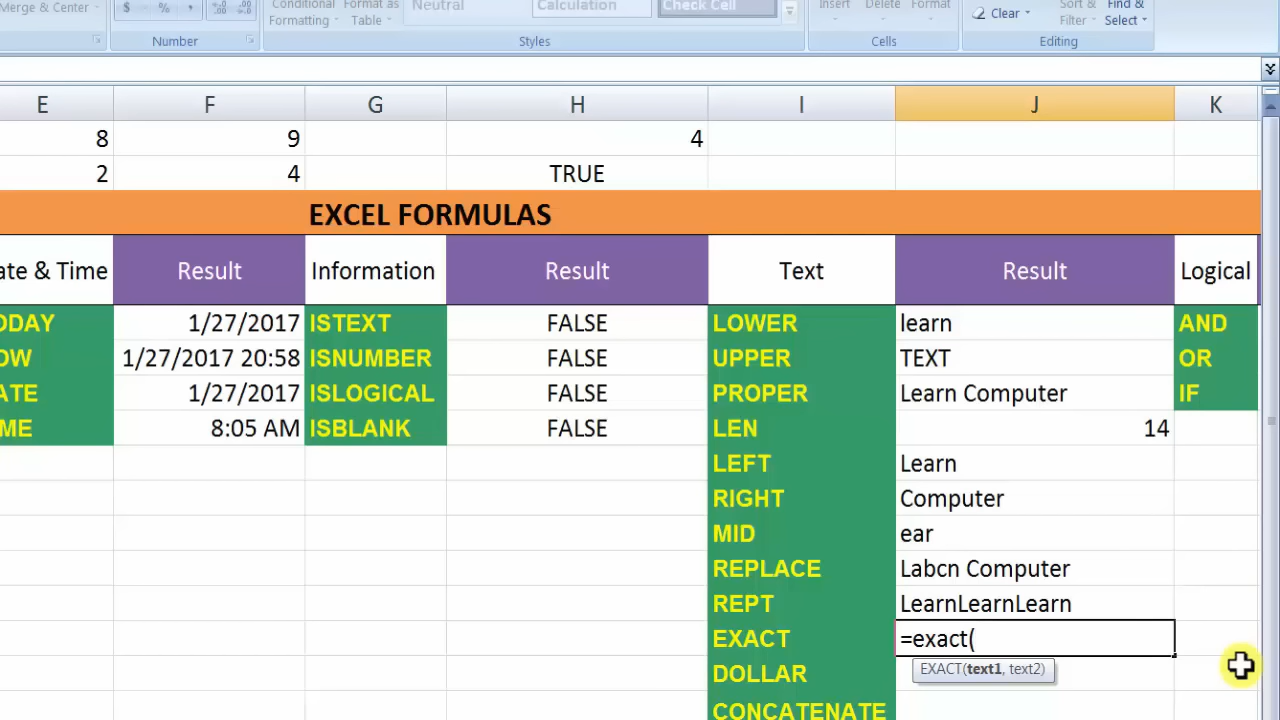 Merge & Center
$ % ,
Conditional
Formatting
Format as
Table
Neutral
Calculation
Check Cell
Insert
Delete
Format
Clear
Sort &
Filter
Find &
Select
Number
Styles
Cells
Editing
E F G H I J K
8 9 4
2 4 TRUE
EXCEL FORMULAS
ate & Time Result Information Result Text Result Logical
ODAY 1/27/2017 ISTEXT FALSE LOWER learn AND
OW 1/27/2017 20:58 ISNUMBER FALSE UPPER TEXT OR
ATE 1/27/2017 ISLOGICAL FALSE PROPER Learn Computer IF
ME 8:05 AM ISBLANK FALSE LEN 14
LEFT Learn
RIGHT Computer
MID ear
REPLACE Labcn Computer
REPT LearnLearnLearn
EXACT =exact(
EXACT(text1, text2)
DOLLAR
CONCATENATE